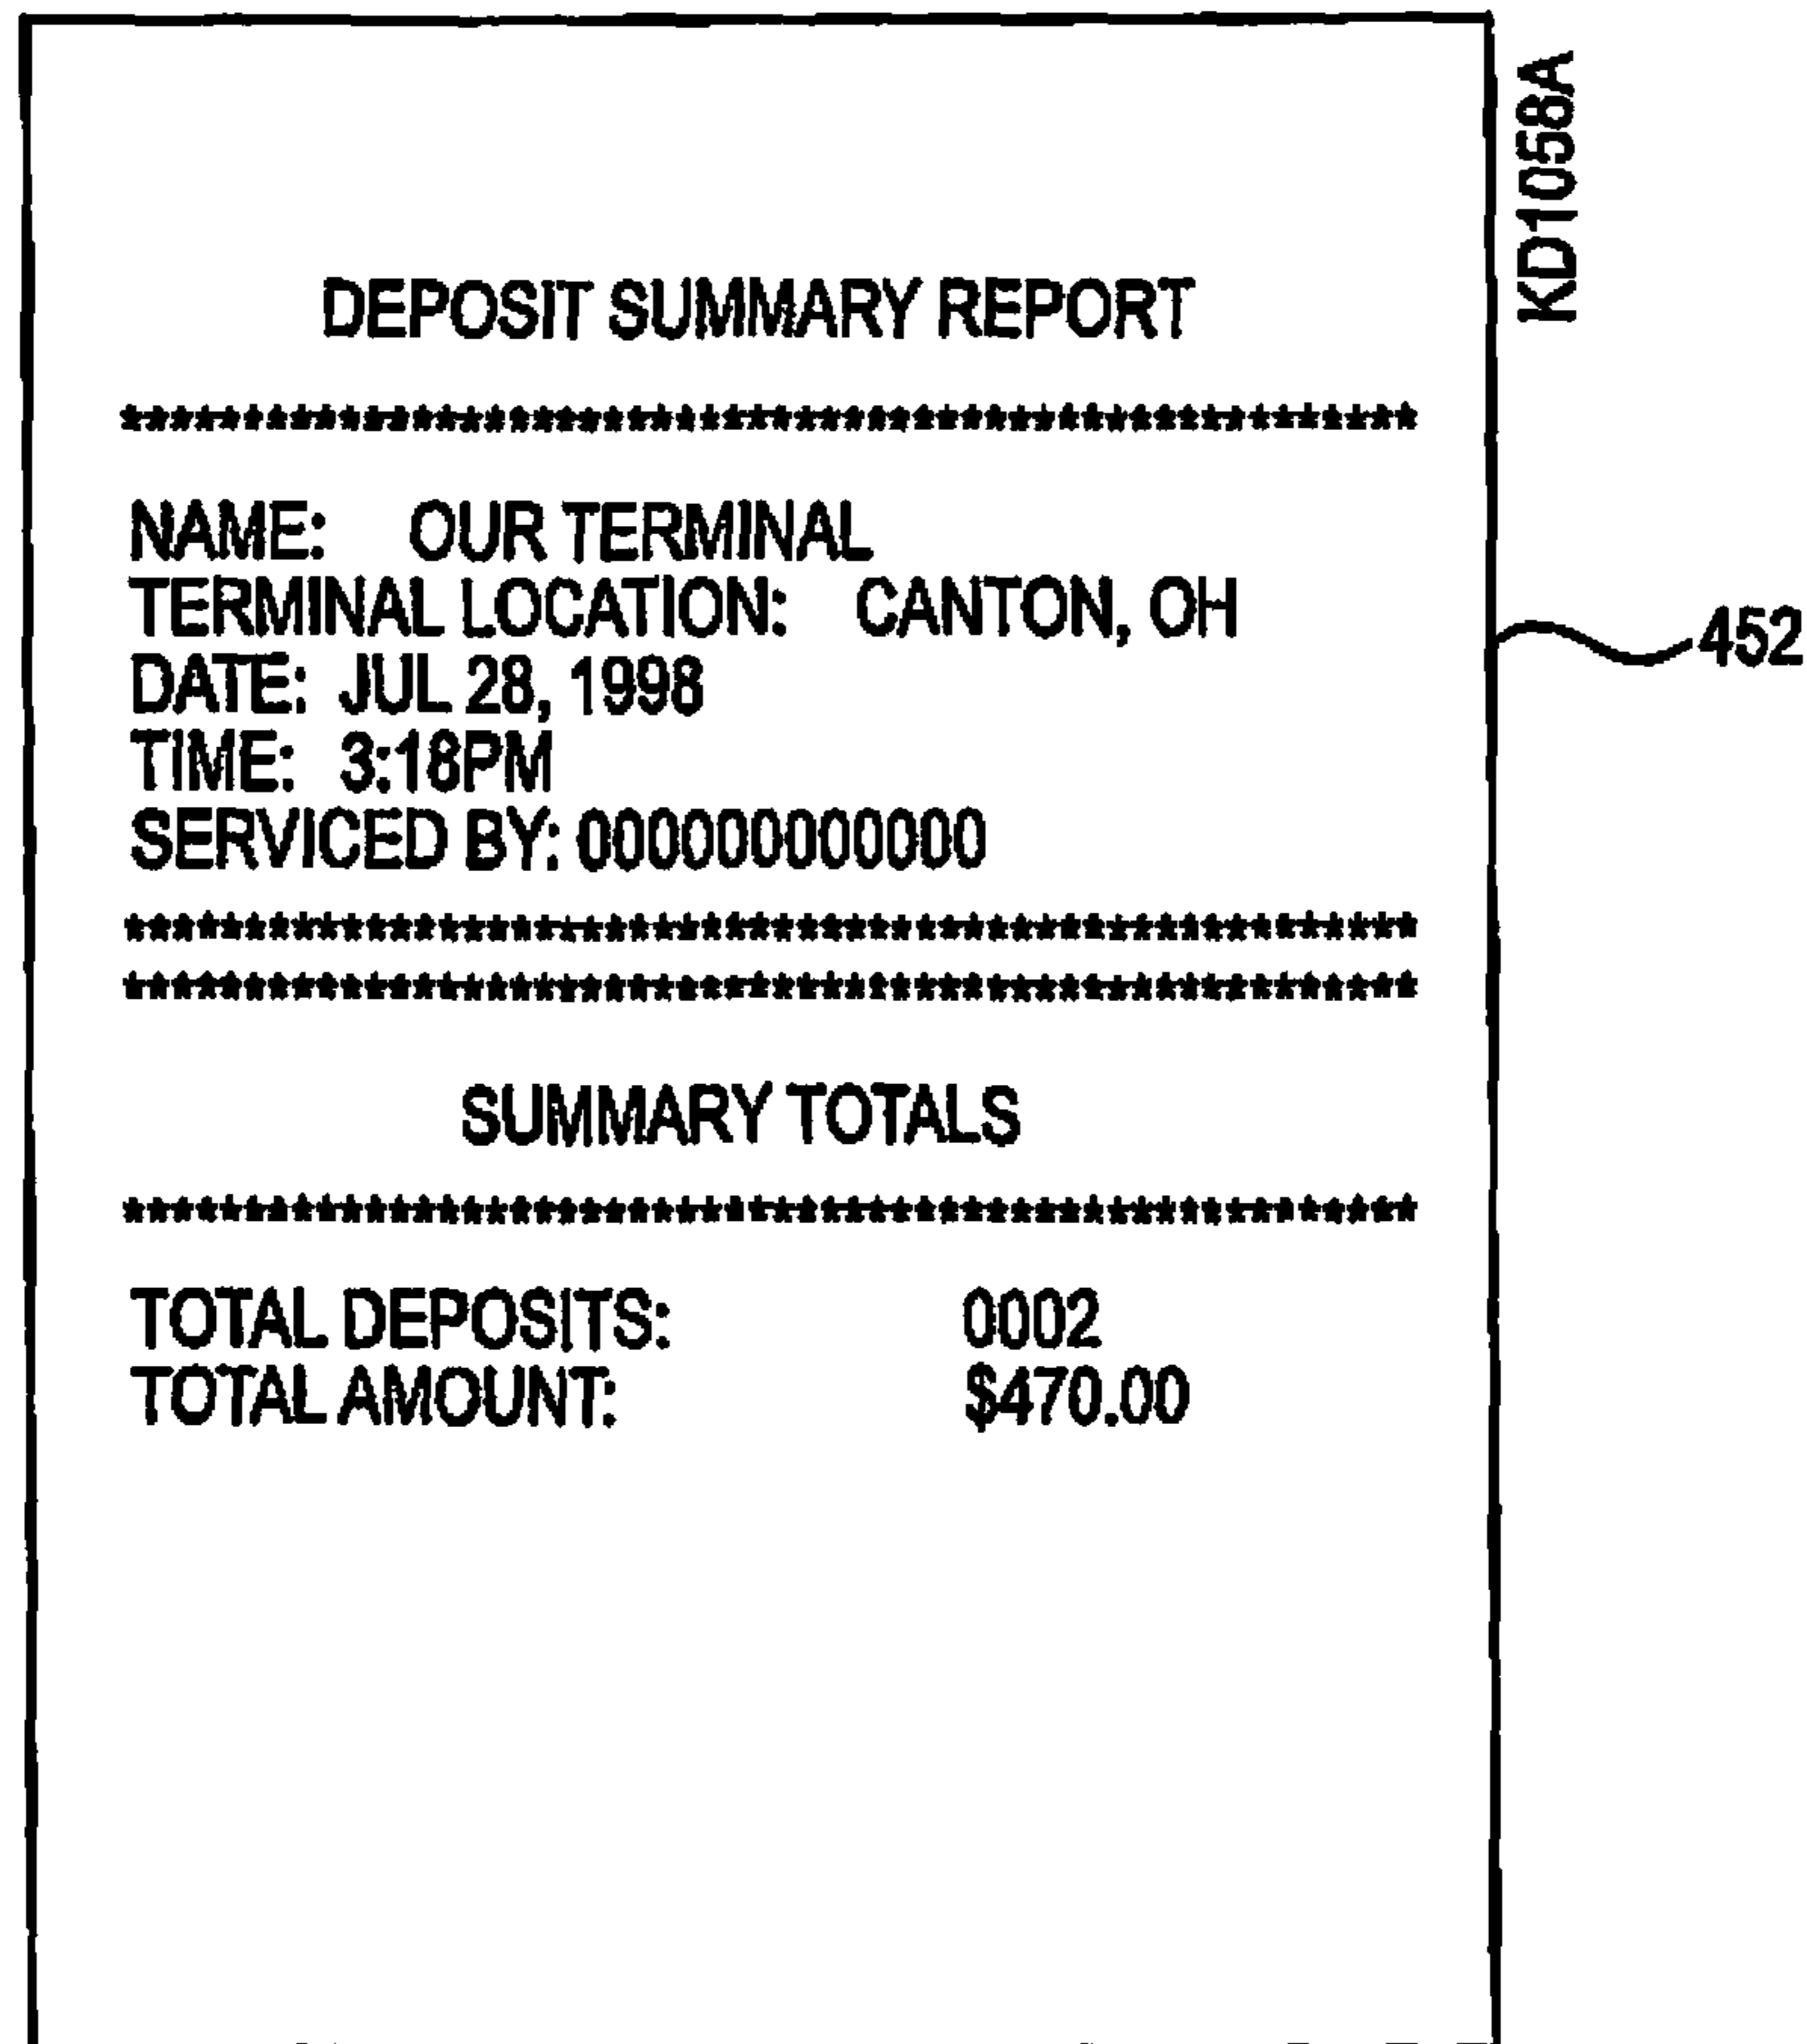 DEPOSIT SUMMARY REPORT
NAME: OUR TERMINAL
TERMINAL LOCATION: CANTON, OH
DATE: JUL 28, 1998
TIME: 3:18PM
SERVICED BY: 000000000000
SUMMARY TOTALS
TOTAL DEPOSITS: 0002
TOTAL AMOUNT: $470.00
KD1058A
452